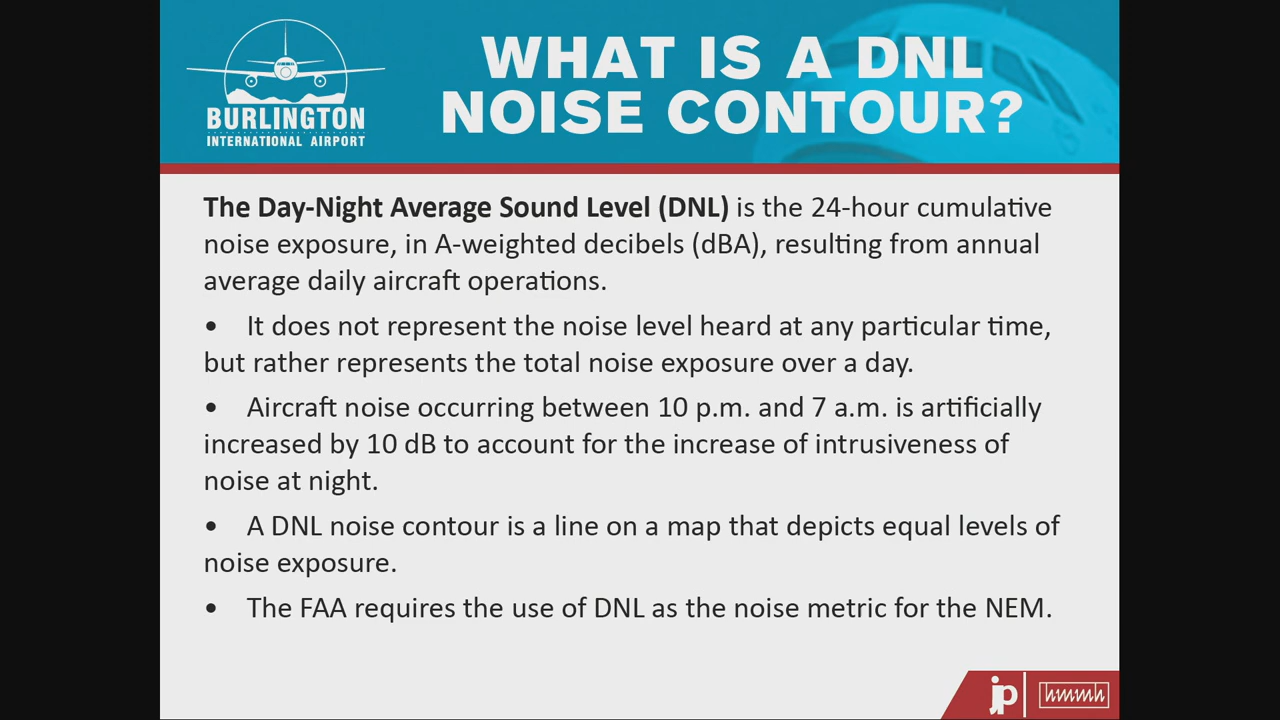 BURLINGTON
INTERNATIONAL AIRPORT
WHAT IS A DNL
NOISE CONTOUR?
The Day-Night Average Sound Level (DNL) is the 24-hour cumulative
noise exposure, in A-weighted decibels (dBA), resulting from annual
average daily aircraft operations.
• It does not represent the noise level heard at any particular time,
but rather represents the total noise exposure over a day.
• Aircraft noise occurring between 10 p.m. and 7 a.m. is artificially
increased by 10 dB to account for the increase of intrusiveness of
noise at night.
• A DNL noise contour is a line on a map that depicts equal levels of
noise exposure.
• The FAA requires the use of DNL as the noise metric for the NEM.
jp
hmmh